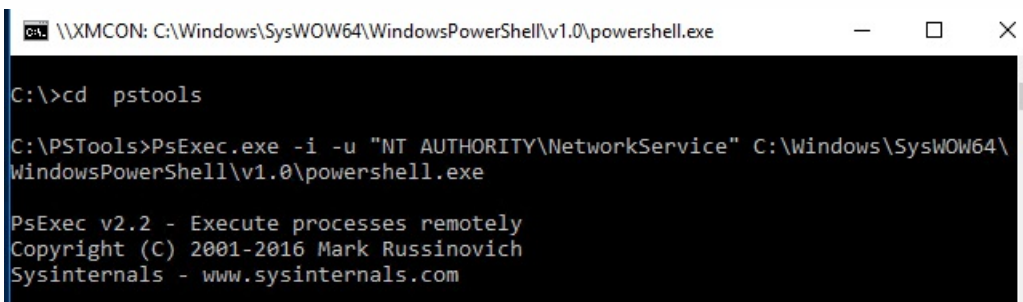 \\XMCON: C:\Windows\SysWOW64\WindowsPowerShell\v1.0\powershell.exe
C:\>cd  pstools
C:\PSTools>PsExec.exe -i -u "NT AUTHORITY\NetworkService" C:\Windows\SysWOW64\
WindowsPowerShell\v1.0\powershell.exe
PsExec v2.2 - Execute processes remotely
Copyright (C) 2001-2016 Mark Russinovich
Sysinternals - www.sysinternals.com